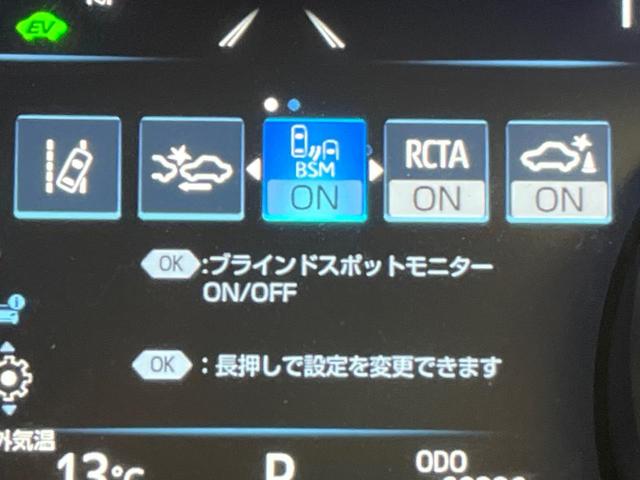 EV
BSM
ON
RCTA
ON
ON
OK :ブラインドスポットモニター
ON/OFF
OK :長押しで設定を変更できます
外気温
13℃
P
ODO